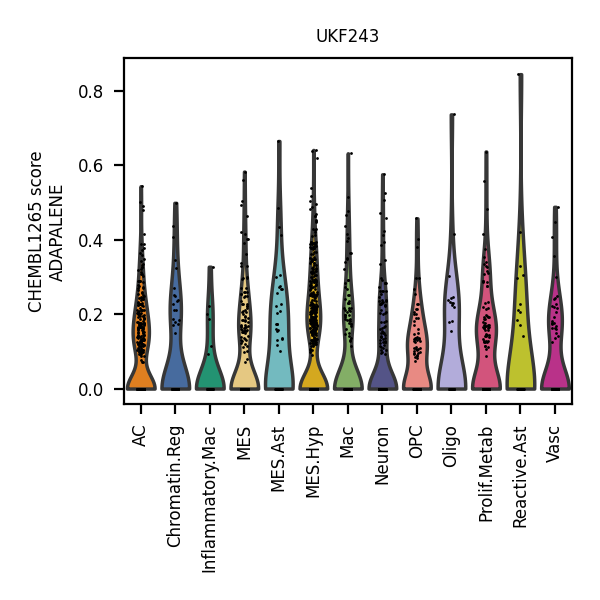 UKF243
CHEMBL1265 score
ADAPALENE
0.8
0.6
0.4
0.2
0.0
AC
Chromatin.Reg
Inflammatory.Mac
MES
MES.Ast
MES.Hyp
Mac
Neuron
OPC
Oligo
Prolif.Metab
Reactive.Ast
Vasc